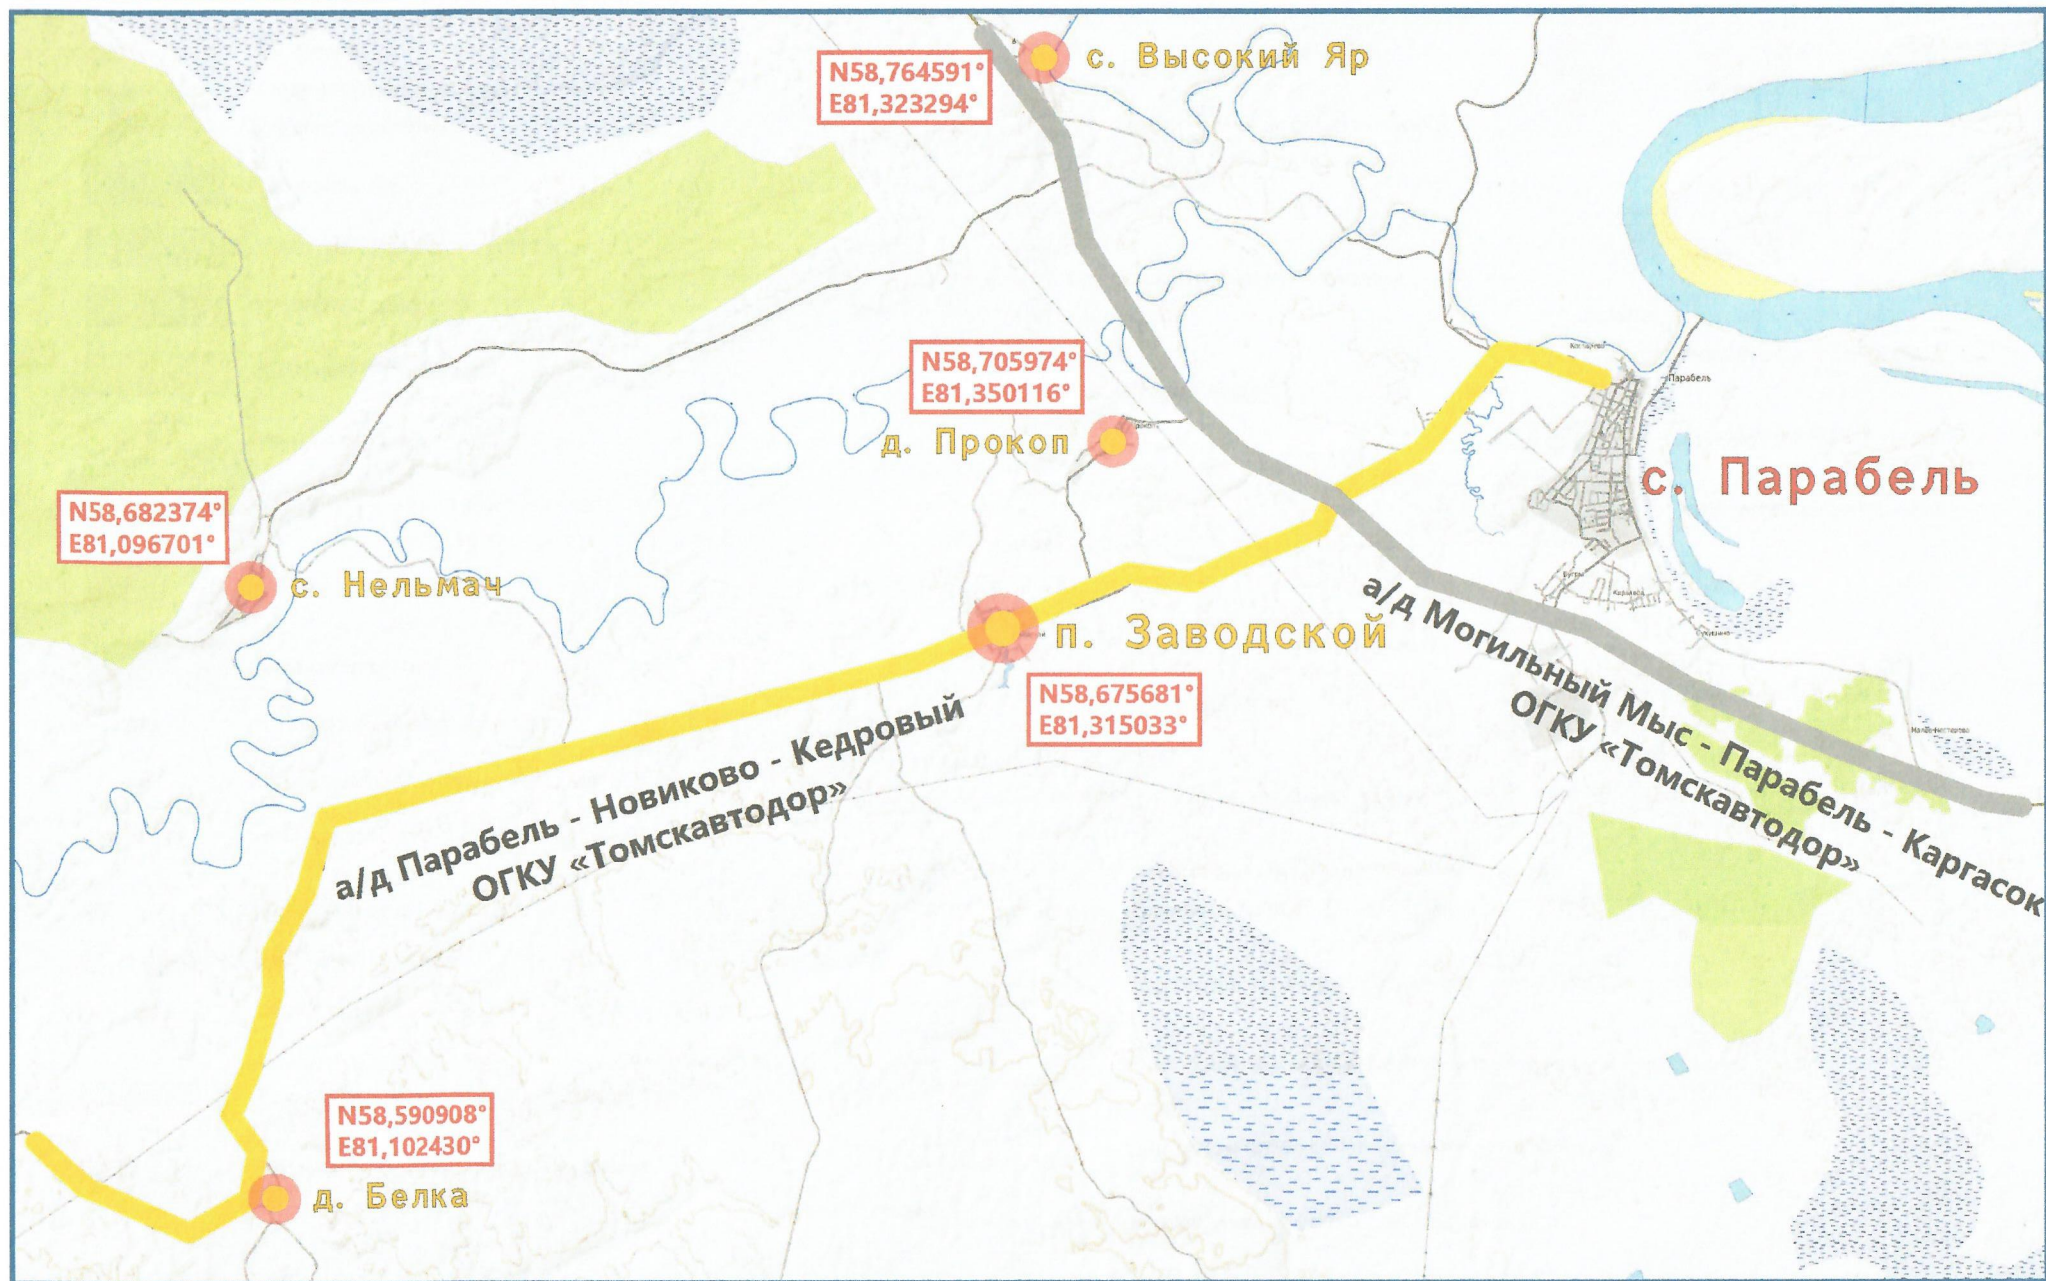 N58,764591°
E81,323294°
с. Высокий Яр
N58,705974°
E81,350116°
д. Прокоп
Парабель
с. Парабель
N58,682374°
E81,096701°
с. Нельмач
п. Заводской
N58,675681°
E81,315033°
а/д Парабель - Новиково - Кедровый
ОГКУ «Томскавтодор»
а/д Могильный Мыс - Парабель - Каргасок
ОГКУ «Томскавтодор»
N58,590908°
E81,102430°
д. Белка